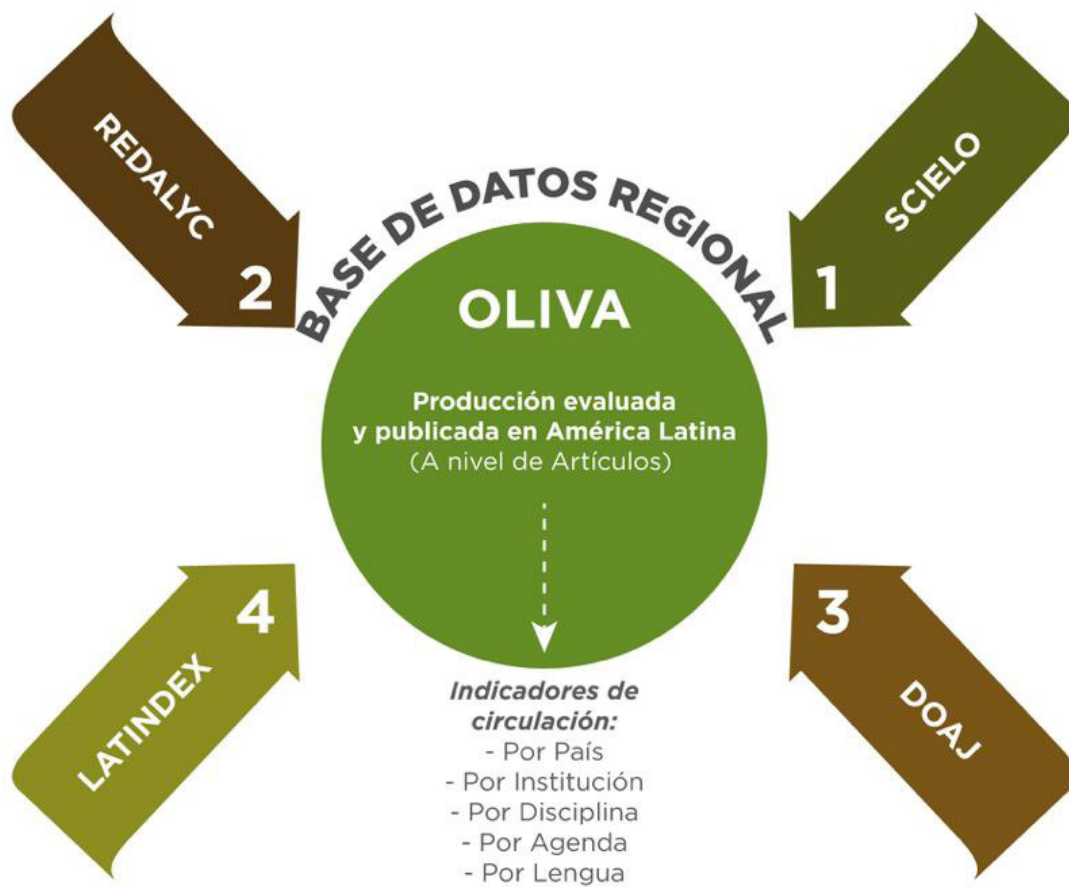 REDALYC
2
SCIELO
1
BASE DE DATOS REGIONAL
OLIVA
Producción evaluada
y publicada en América Latina
(A nivel de Artículos)
4
LATINDEX
3
DOAJ
Indicadores de
circulación:
- Por País
- Por Institución
- Por Disciplina
- Por Agenda
- Por Lengua